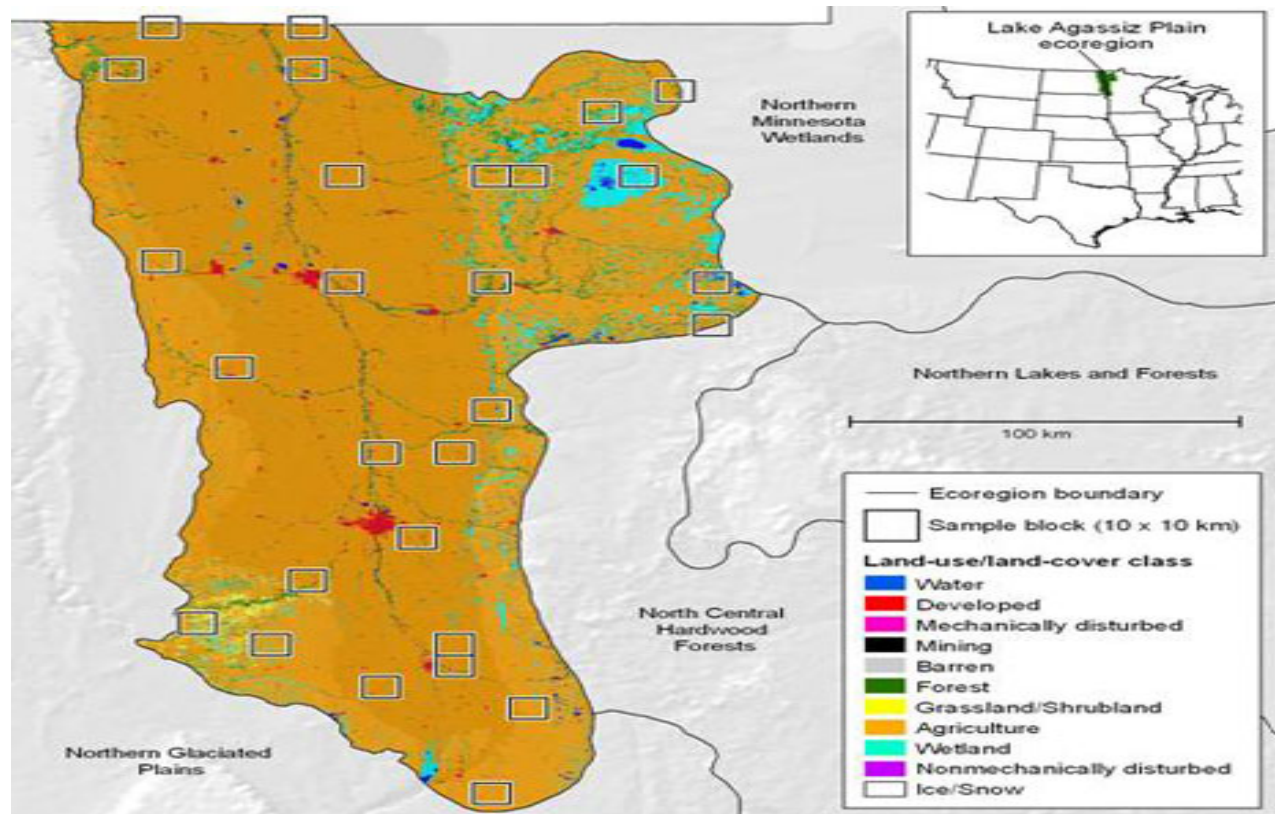 Lake Agassiz Plain
ecoregion
Northern
Minnesota
Wetlands
Northern Lakes and Forests
100 km
North Central
Hardwood
Forests
Northern Glaciated
Plains
Ecoregion boundary
Sample block (10 x 10 km)
Land-use/land-cover class
Water
Developed
Mechanically disturbed
Mining
Barren
Forest
Grassland/Shrubland
Agriculture
Wetland
Nonmechanically disturbed
Ice/Snow